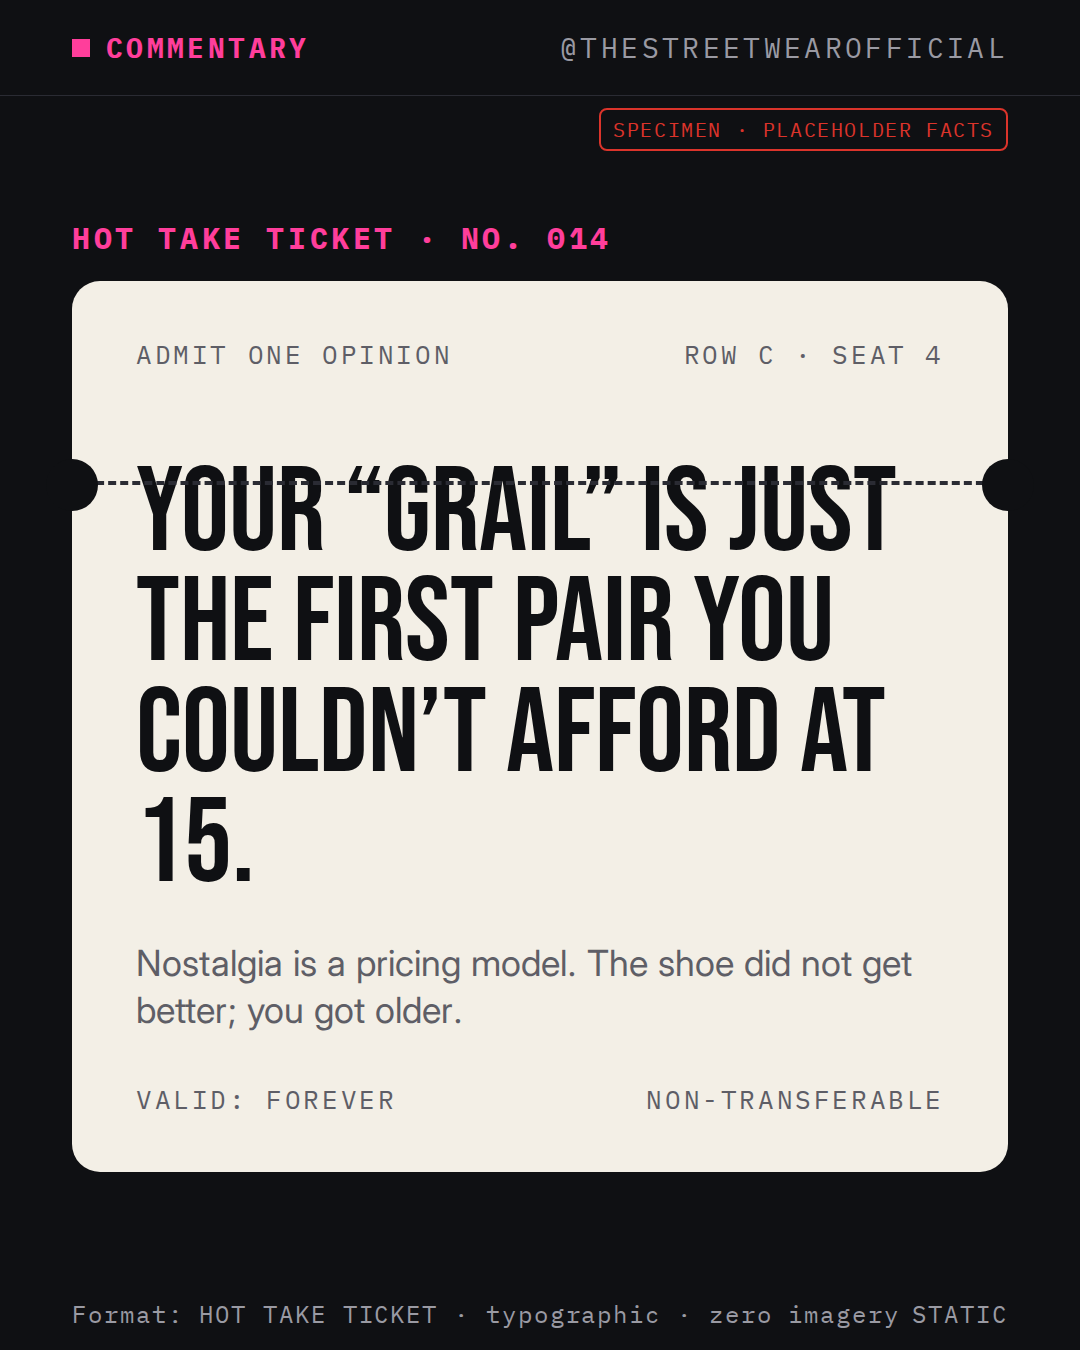 COMMENTARY
@THESTREETWEAROFFICIAL
SPECIMEN · PLACEHOLDER FACTS
HOT TAKE TICKET · NO. 014
ADMIT ONE OPINION
ROW C · SEAT 4
YOUR “GRAIL” IS JUST
THE FIRST PAIR YOU
COULDN’T AFFORD AT
15.
Nostalgia is a pricing model. The shoe did not get
better; you got older.
VALID: FOREVER
NON-TRANSFERABLE
Format: HOT TAKE TICKET · typographic · zero imagery
STATIC